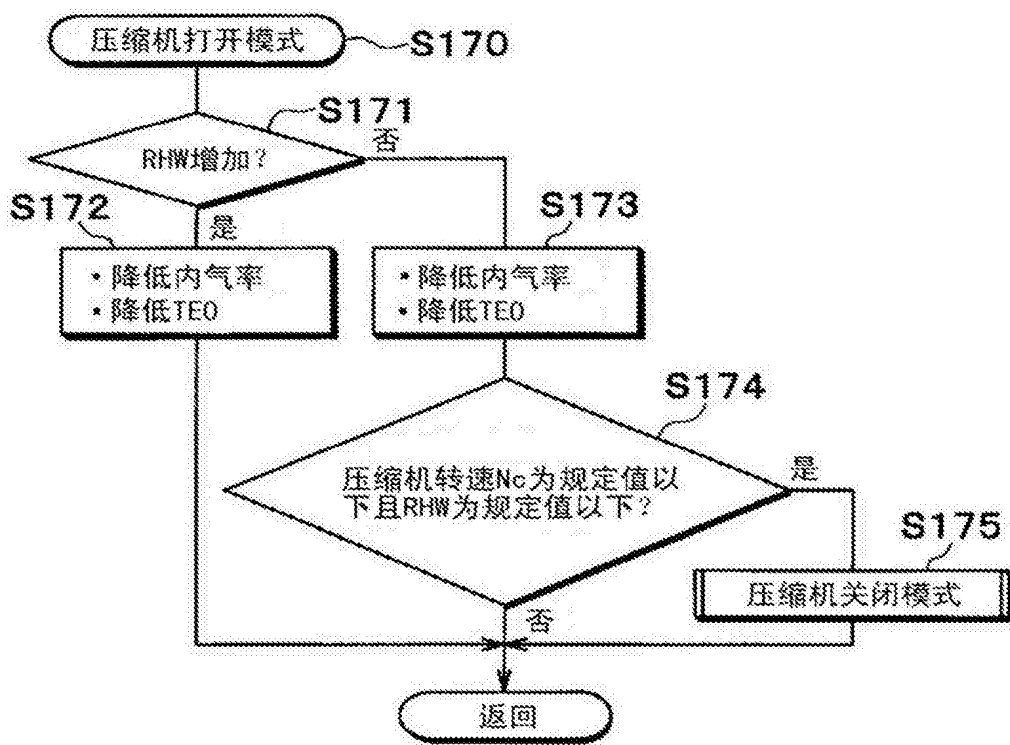 压缩机打开模式
S170
S171
RHW增加？
否
S172
是
• 降低内气率
• 降低TEO
S173
• 降低内气率
• 降低TEO
S174
压缩机转速Nc为规定值以
下且RHW为规定值以下？
是
S175
压缩机关闭模式
否
返回